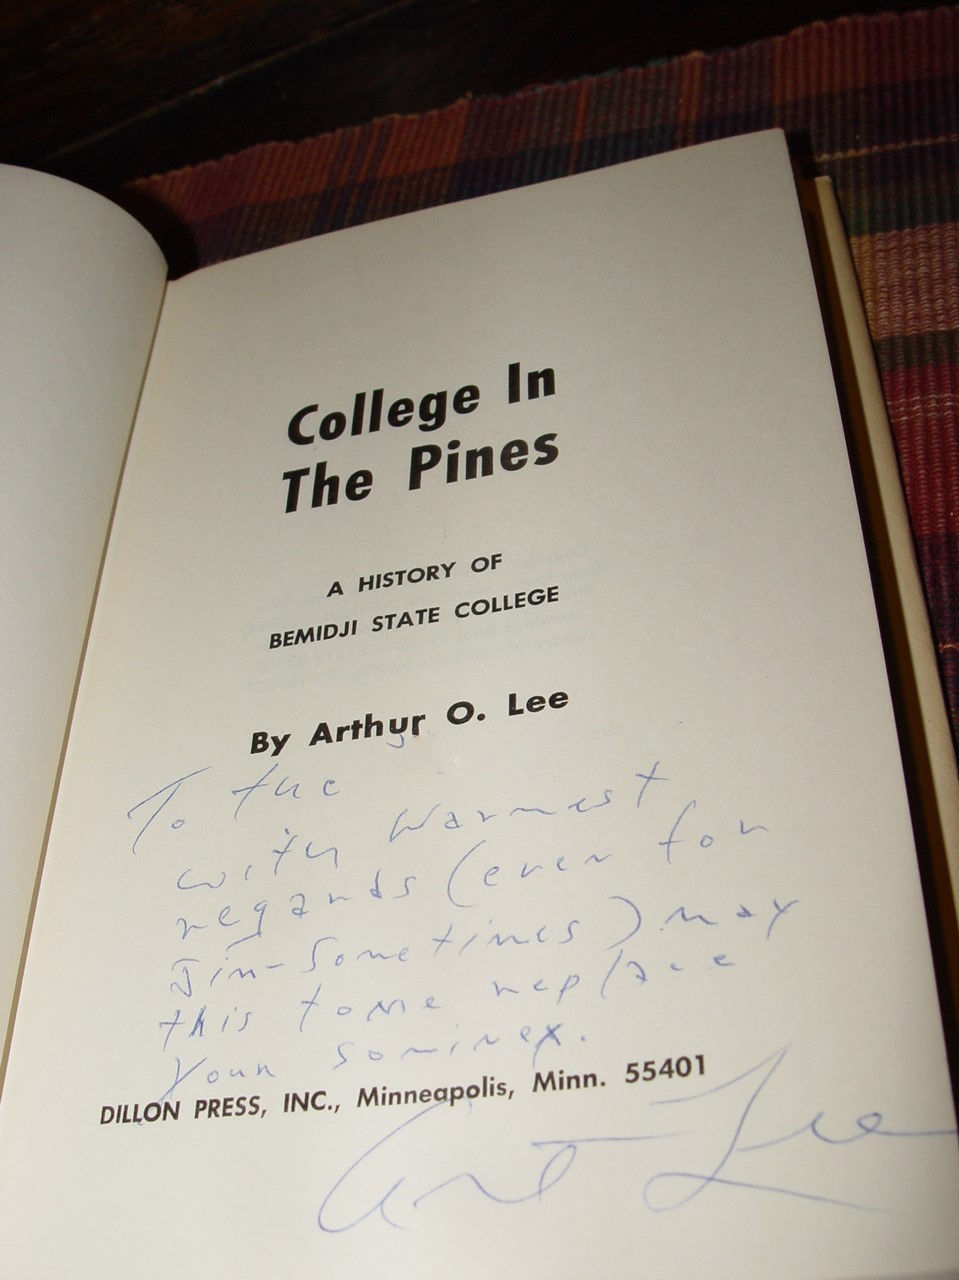 College In
The Pines
A HISTORY OF
BEMIDJI STATE COLLEGE
By Arthur O. Lee
To the
with warmest
regards (even for
Jim-sometimes) may
this tome replace
your sominex.
DILLON PRESS, INC., Minneapolis, Minn. 55401
Art Lee